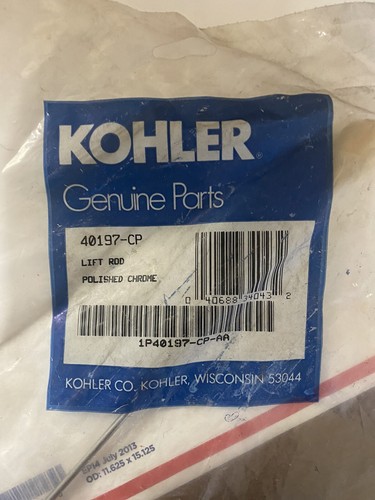 KOHLER®
Genuine Parts
40197-CP
LIFT ROD
POLISHED CHROME
0 40688 34043 2
1P40197-CP-AA
KOHLER CO. KOHLER, WISCONSIN 53044
EP14 July 2013
OD: 11.625 x 15.125